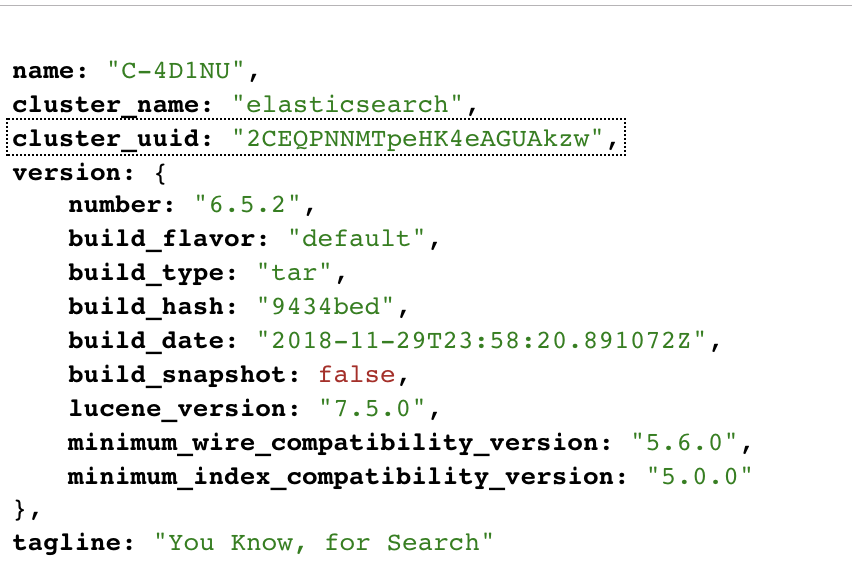 name: "C-4D1NU",
cluster_name: "elasticsearch",
cluster_uuid: "2CEQPNNMTpeHK4eAGUAkzw",
version: {
number: "6.5.2",
build_flavor: "default",
build_type: "tar",
build_hash: "9434bed",
build_date: "2018-11-29T23:58:20.891072Z",
build_snapshot: false,
lucene_version: "7.5.0",
minimum_wire_compatibility_version: "5.6.0",
minimum_index_compatibility_version: "5.0.0"
},
tagline: "You Know, for Search"